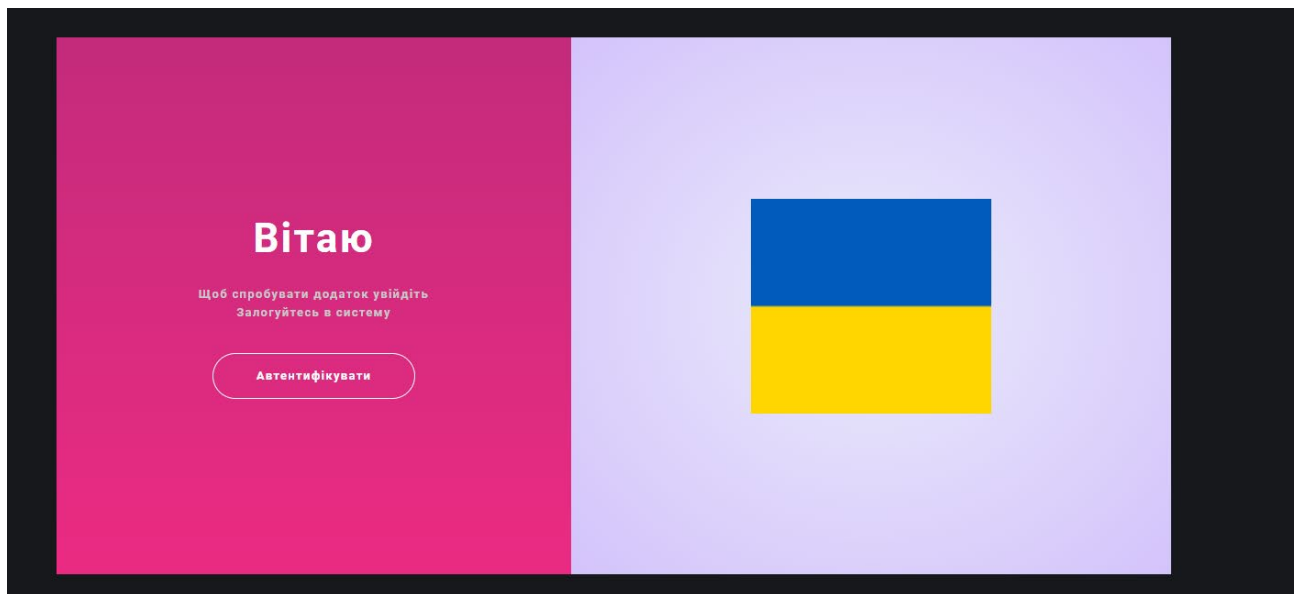 Вітаю
Щоб спробувати додаток увійдіть
Залогуйтесь в систему
Автентифікувати